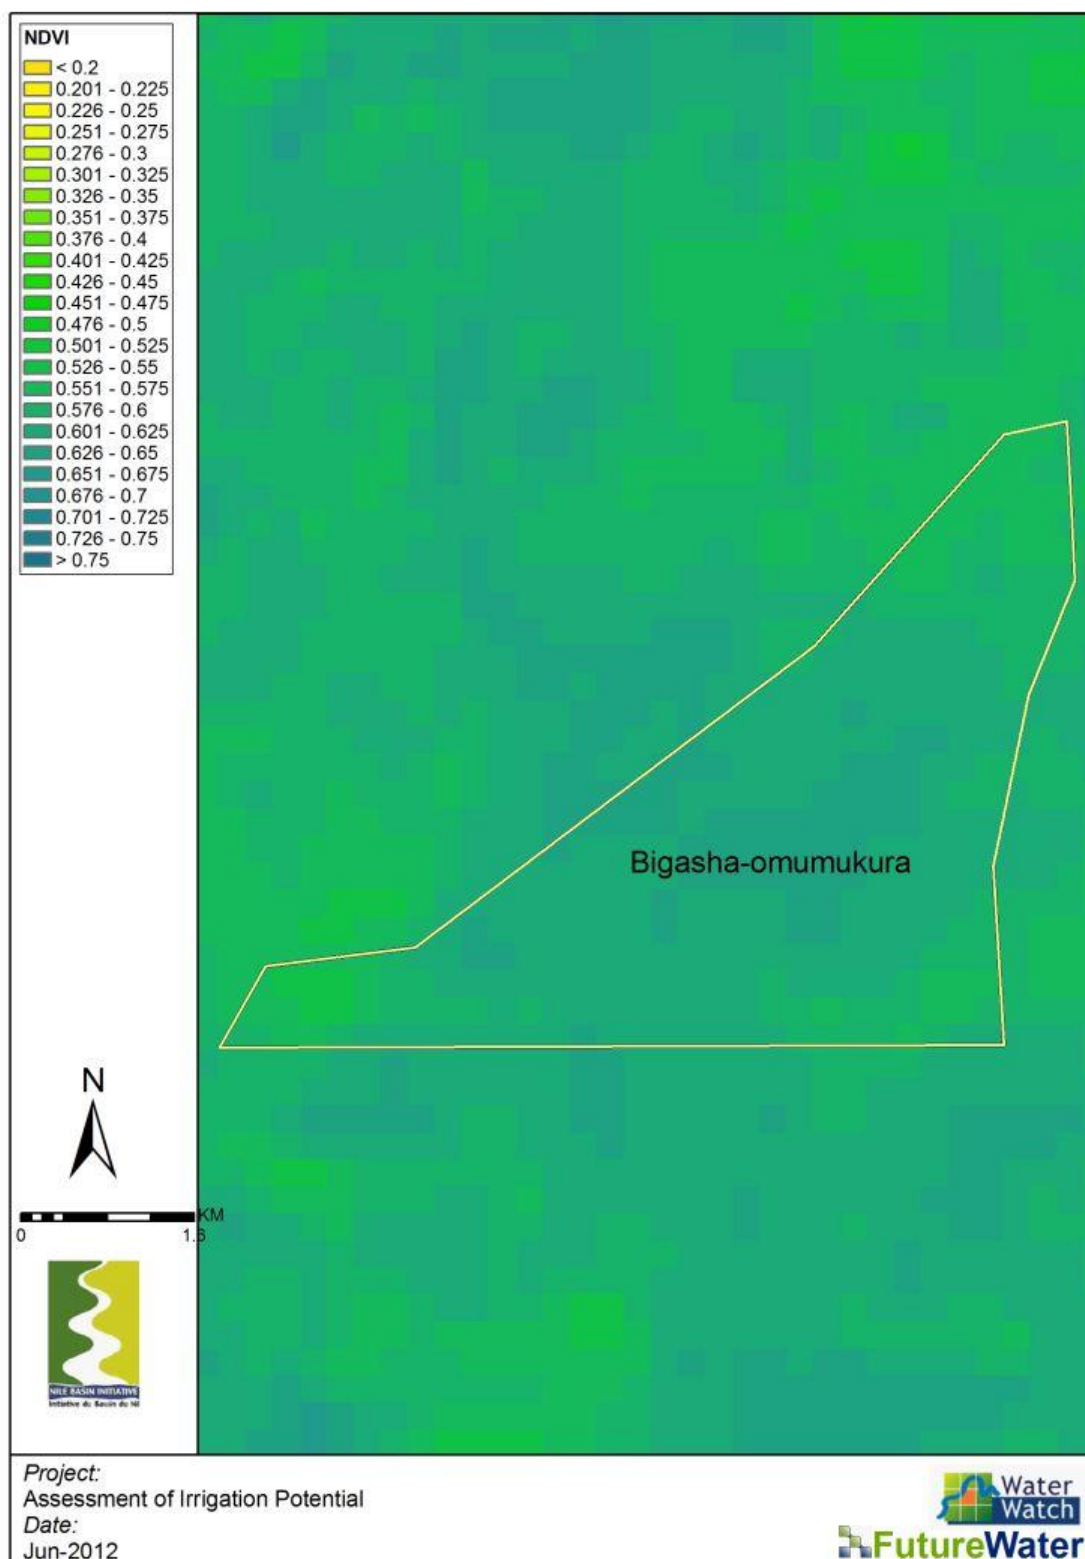 NDVI
< 0.2
0.201 - 0.225
0.226 - 0.25
0.251 - 0.275
0.276 - 0.3
0.301 - 0.325
0.326 - 0.35
0.351 - 0.375
0.376 - 0.4
0.401 - 0.425
0.426 - 0.45
0.451 - 0.475
0.476 - 0.5
0.501 - 0.525
0.526 - 0.55
0.551 - 0.575
0.576 - 0.6
0.601 - 0.625
0.626 - 0.65
0.651 - 0.675
0.676 - 0.7
0.701 - 0.725
0.726 - 0.75
> 0.75
Bigasha-omumukura
N
KM
0 1.6
NILE BASIN INITIATIVE
Initiative du Bassin du Nil
Project:
Assessment of Irrigation Potential
Date:
Jun-2012
Water
Watch
FutureWater